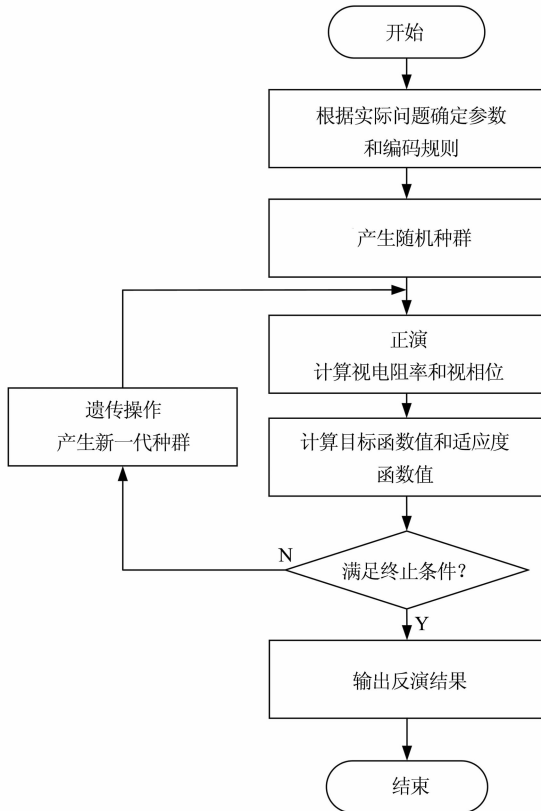 开始
根据实际问题确定参数
和编码规则
产生随机种群
正演
计算视电阻率和视相位
遗传操作
产生新一代种群
计算目标函数值和适应度
函数值
N
满足终止条件？
Y
输出反演结果
结束